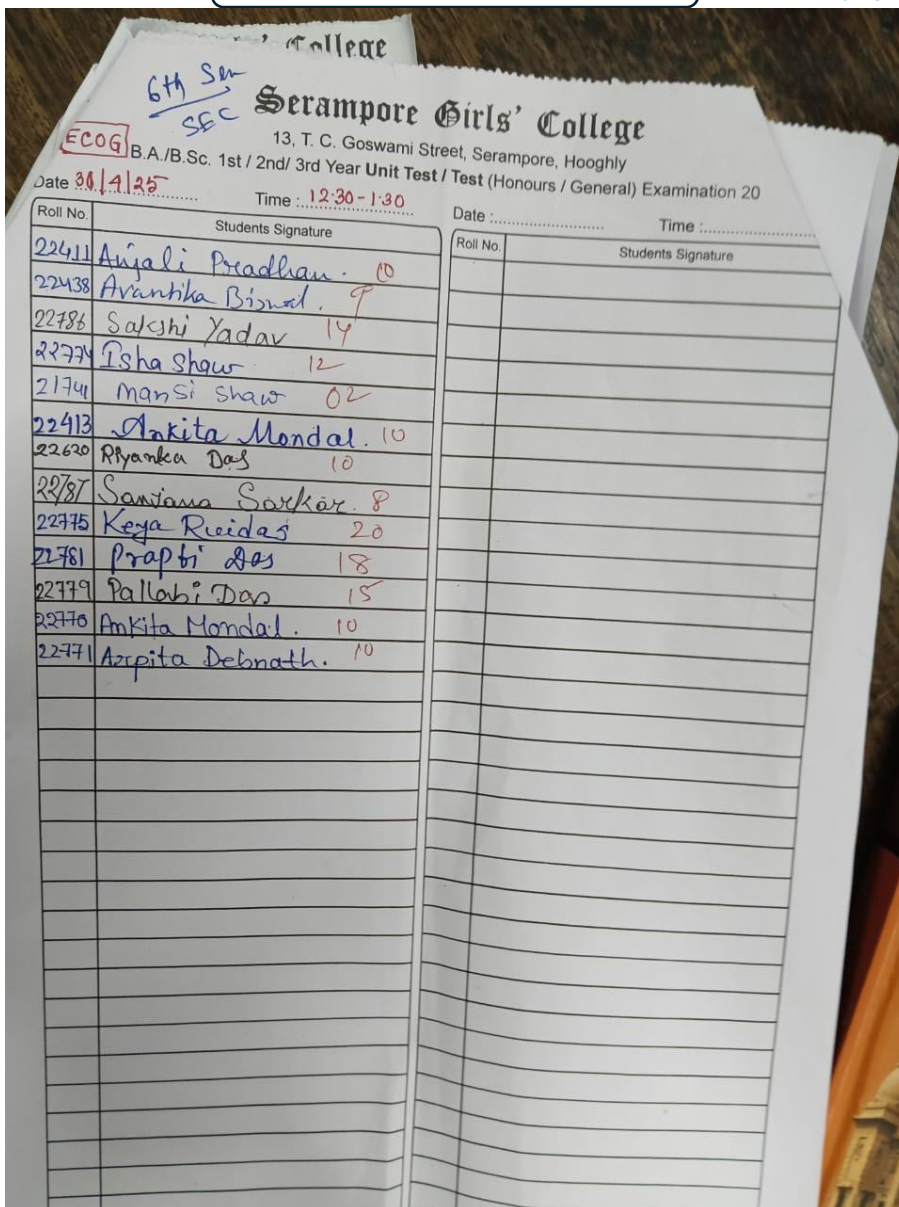 College
6th Sem
SEC
Serampore Girls' College
13, T. C. Goswami Street, Serampore, Hooghly
ECOG
B.A./B.Sc. 1st / 2nd/ 3rd Year Unit Test / Test (Honours / General) Examination 20
Date 30/4/25 Time : 12:30 - 1:30
Date :.......................... Time :..........................
Roll No. Students Signature
Roll No. Students Signature
22411 Anjali Pradhan. 10
22438 Avantika Biswal. 9
22786 Sakshi Yadav 14
22774 Isha Shaw 12
21741 Mansi Shaw 02
22413 Ankita Mondal. 10
22620 Riyanka Das 10
22787 Sanjana Sarkar. 8
22775 Keya Ruidas 20
22781 Prapti Das 18
22779 Pallabi Das 15
22770 Ankita Mondal. 10
22771 Arpita Debnath. 10